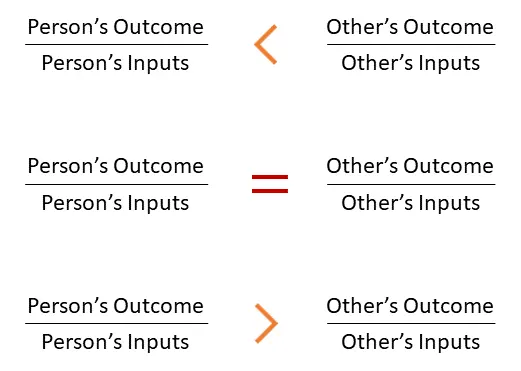 Person's Outcome < Other's Outcome
Person's Inputs Other's Inputs
Person's Outcome = Other's Outcome
Person's Inputs Other's Inputs
Person's Outcome > Other's Outcome
Person's Inputs Other's Inputs